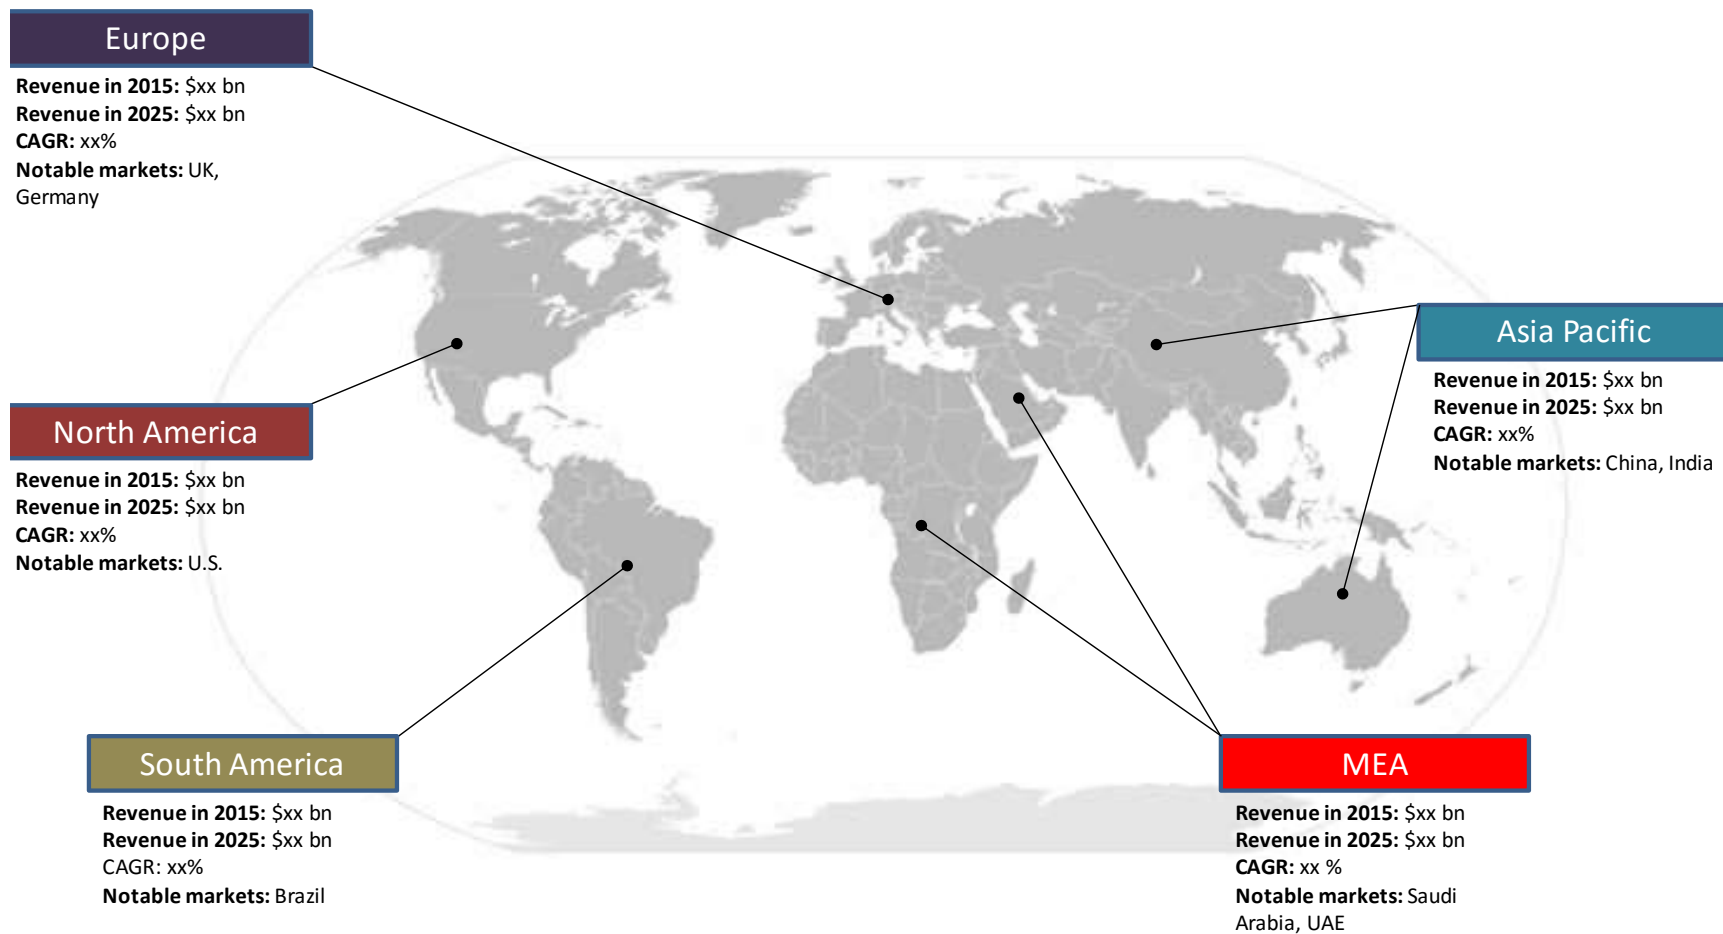 Europe
Revenue in 2015: $xx bn
Revenue in 2025: $xx bn
CAGR: xx%
Notable markets: UK,
Germany
North America
Revenue in 2015: $xx bn
Revenue in 2025: $xx bn
CAGR: xx%
Notable markets: U.S.
South America
Revenue in 2015: $xx bn
Revenue in 2025: $xx bn
CAGR: xx%
Notable markets: Brazil
Asia Pacific
Revenue in 2015: $xx bn
Revenue in 2025: $xx bn
CAGR: xx%
Notable markets: China, India
MEA
Revenue in 2015: $xx bn
Revenue in 2025: $xx bn
CAGR: xx %
Notable markets: Saudi
Arabia, UAE